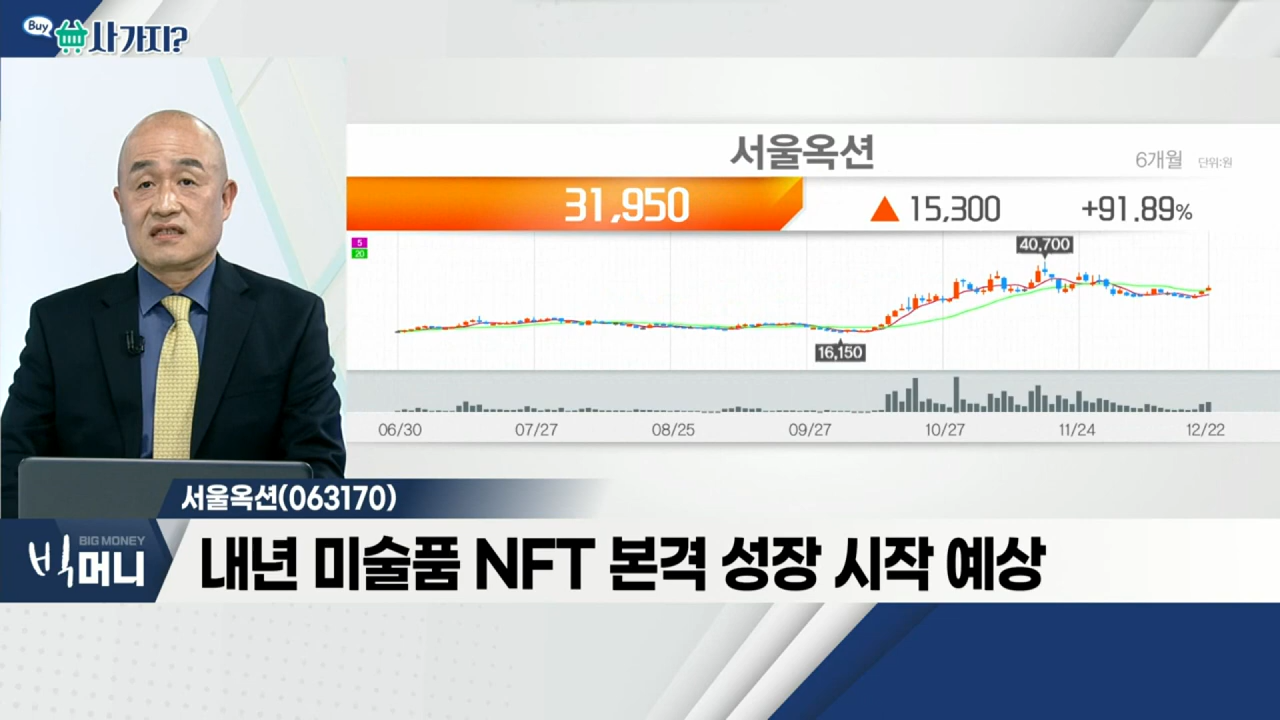 Buy
사가지?
서울옥션
6개월 단위:원
31,950
▲ 15,300 +91.89%
5
20
40,700
16,150
06/30 07/27 08/25 09/27 10/27 11/24 12/22
서울옥션(063170)
BIG MONEY
빅머니
내년 미술품 NFT 본격 성장 시작 예상